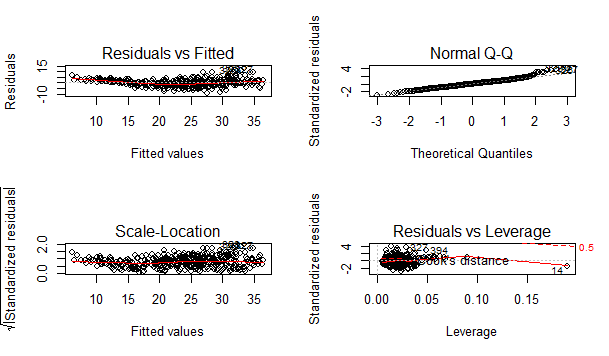 Residuals vs Fitted
Residuals
15
-10
10 15 20 25 30 35
Fitted values
Normal Q-Q
Standardized residuals
4
-2
-3 -2 -1 0 1 2 3
Theoretical Quantiles
Scale-Location
√|Standardized residuals|
2.0
0.0
10 15 20 25 30 35
Fitted values
Residuals vs Leverage
Standardized residuals
4
-2
327
394
Cook's distance
0.5
14
0.00 0.05 0.10 0.15
Leverage